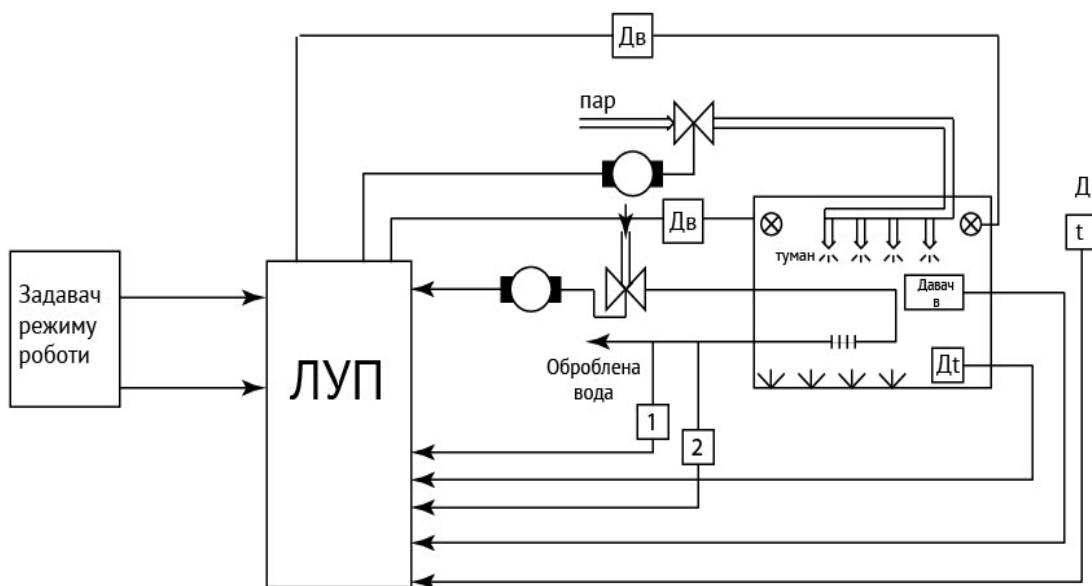 Дв
пар
Дв
Д
t
туман
Давач
в
Задавач
режиму
роботи
ЛУП
Оброблена
вода
Дt
1
2